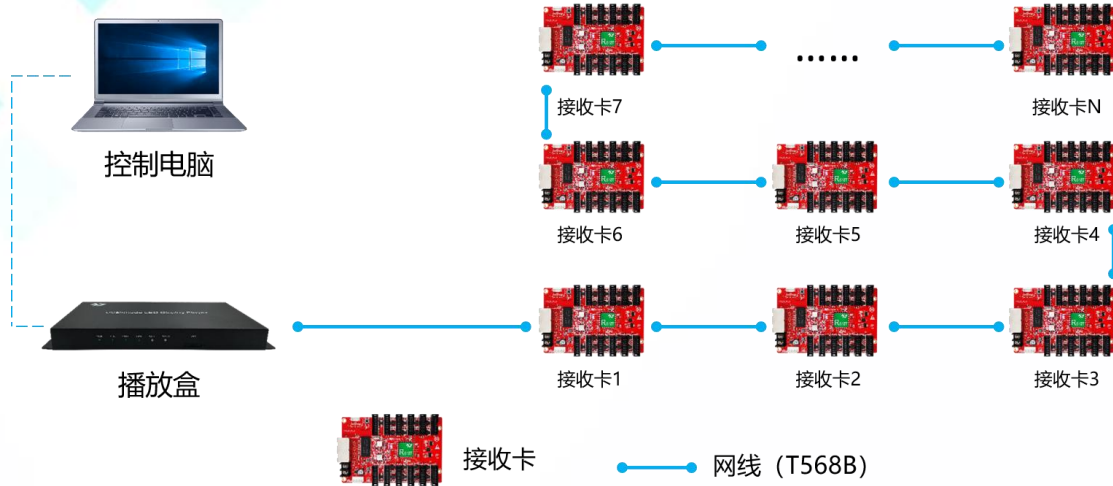 ......
接收卡7
接收卡N
控制电脑
接收卡6
接收卡5
接收卡4
播放盒
接收卡1
接收卡2
接收卡3
接收卡
网线（T568B）